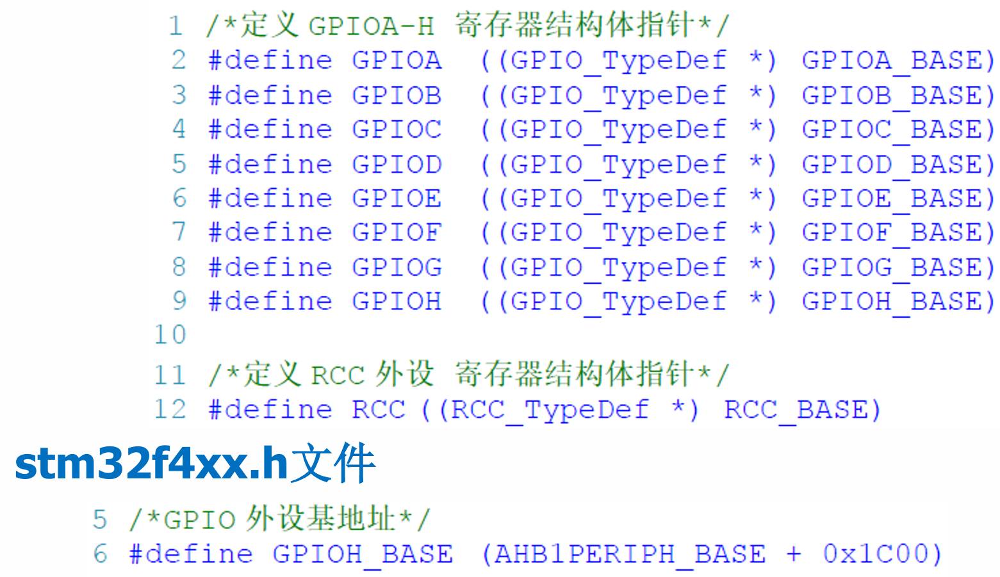 1 /*定义 GPIOA-H 寄存器结构体指针*/
2 #define GPIOA ((GPIO_TypeDef *) GPIOA_BASE)
3 #define GPIOB ((GPIO_TypeDef *) GPIOB_BASE)
4 #define GPIOC ((GPIO_TypeDef *) GPIOC_BASE)
5 #define GPIOD ((GPIO_TypeDef *) GPIOD_BASE)
6 #define GPIOE ((GPIO_TypeDef *) GPIOE_BASE)
7 #define GPIOF ((GPIO_TypeDef *) GPIOF_BASE)
8 #define GPIOG ((GPIO_TypeDef *) GPIOG_BASE)
9 #define GPIOH ((GPIO_TypeDef *) GPIOH_BASE)
10
11 /*定义 RCC 外设 寄存器结构体指针*/
12 #define RCC ((RCC_TypeDef *) RCC_BASE)
stm32f4xx.h文件
5 /*GPIO 外设基地址*/
6 #define GPIOH_BASE (AHB1PERIPH_BASE + 0x1C00)